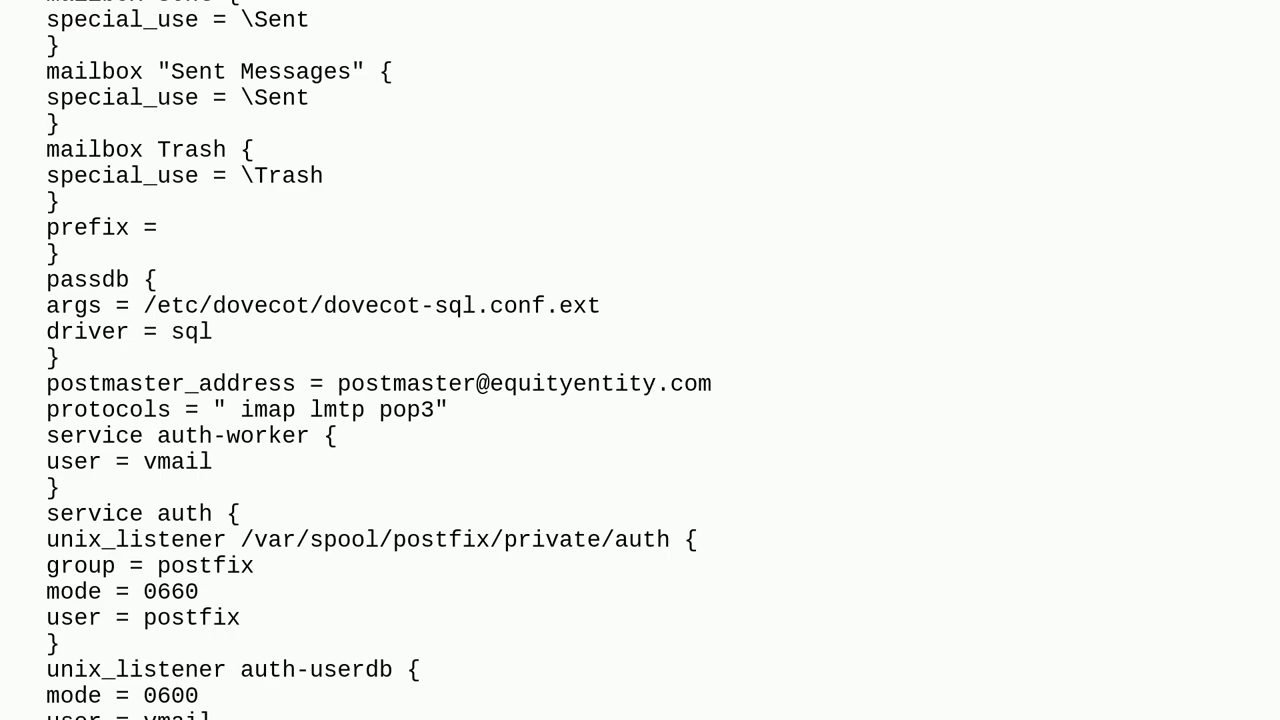 special_use = \Sent
}
mailbox "Sent Messages" {
special_use = \Sent
}
mailbox Trash {
special_use = \Trash
}
prefix =
}
passdb {
args = /etc/dovecot/dovecot-sql.conf.ext
driver = sql
}
postmaster_address = postmaster@equityentity.com
protocols = " imap lmtp pop3"
service auth-worker {
user = vmail
}
service auth {
unix_listener /var/spool/postfix/private/auth {
group = postfix
mode = 0660
user = postfix
}
unix_listener auth-userdb {
mode = 0600
user = vmail